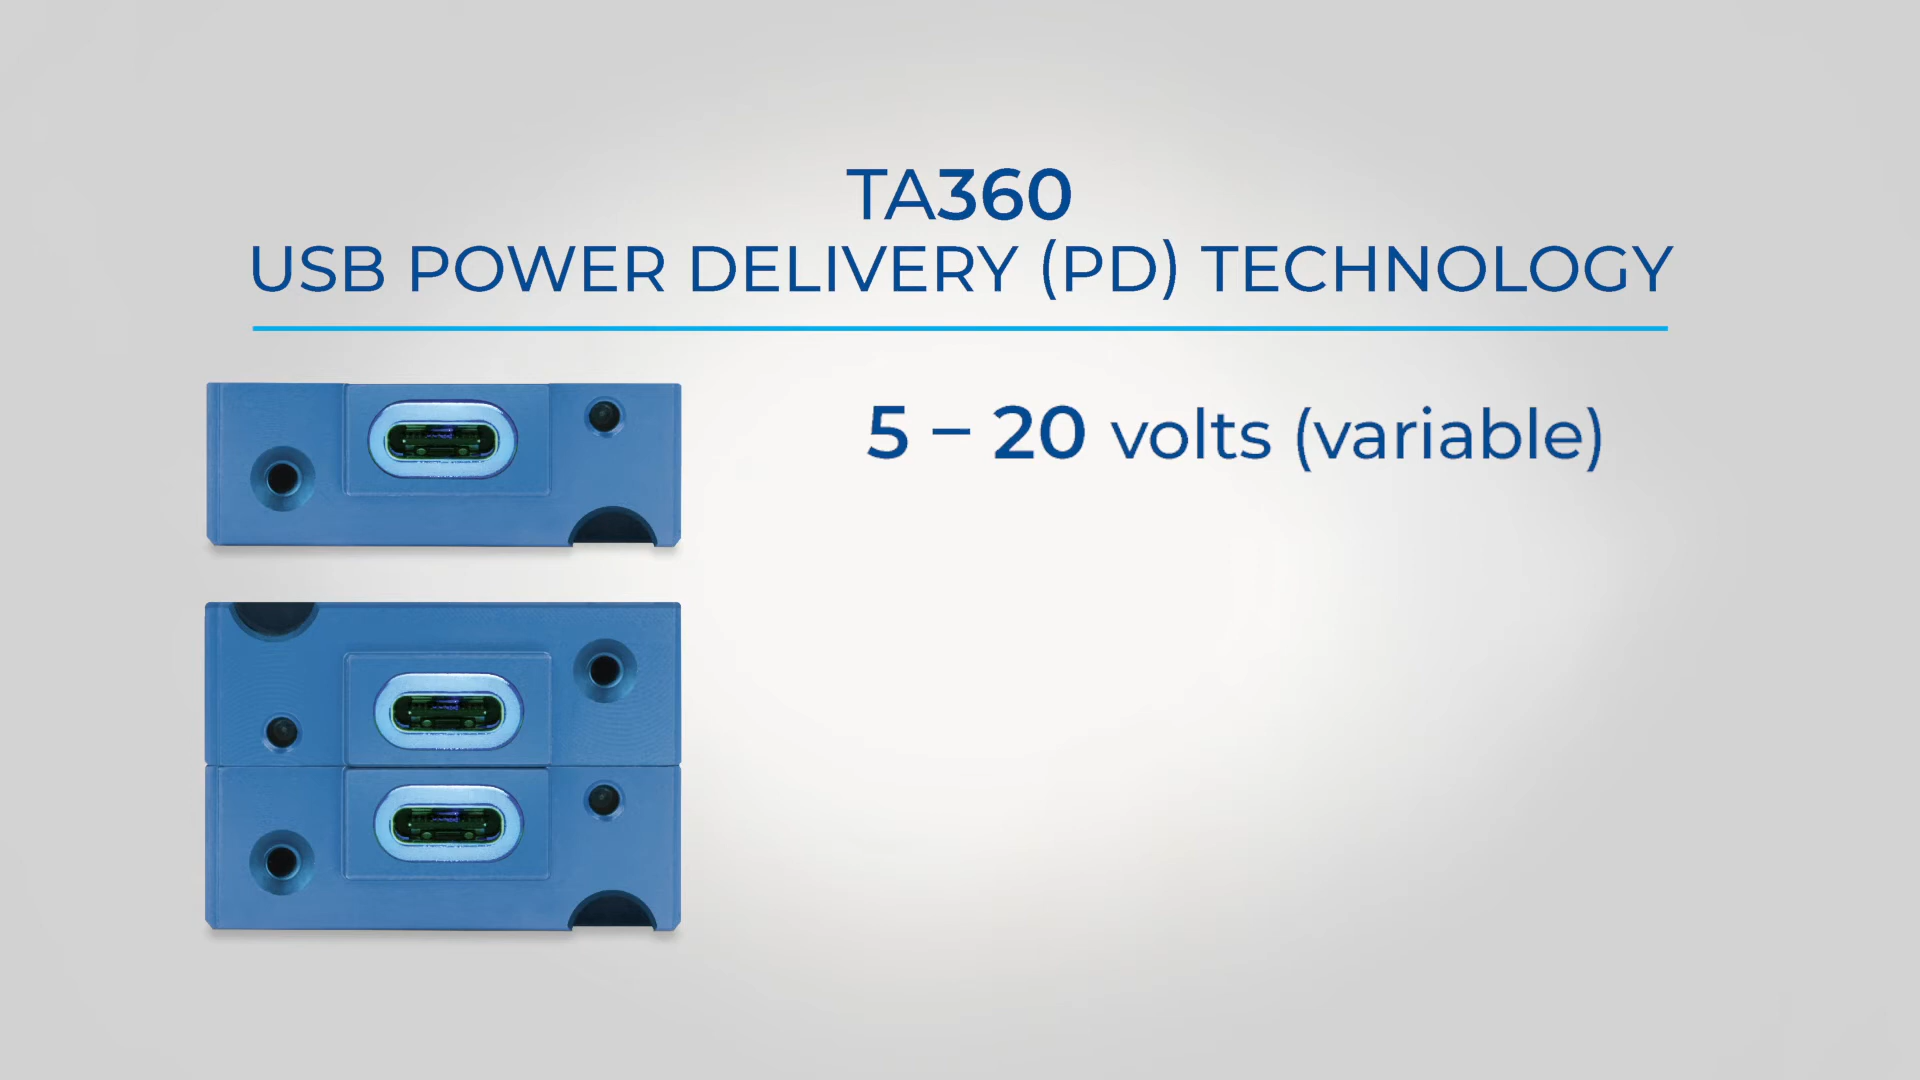 TA360
USB POWER DELIVERY (PD) TECHNOLOGY
5 – 20 volts (variable)